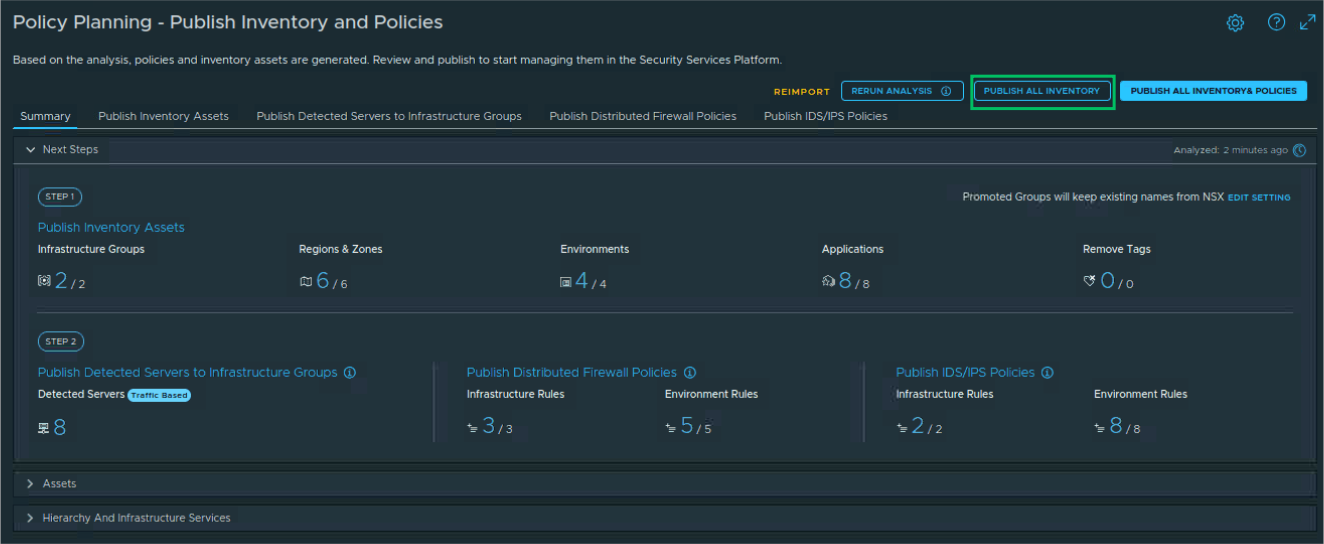 Policy Planning - Publish Inventory and Policies
Based on the analysis, policies and inventory assets are generated. Review and publish to start managing them in the Security Services Platform.
REIMPORT RERUN ANALYSIS PUBLISH ALL INVENTORY PUBLISH ALL INVENTORY& POLICIES
Summary Publish Inventory Assets Publish Detected Servers to Infrastructure Groups Publish Distributed Firewall Policies Publish IDS/IPS Policies
Next Steps Analyzed: 2 minutes ago
STEP 1 Promoted Groups will keep existing names from NSX EDIT SETTING
Publish Inventory Assets
Infrastructure Groups Regions & Zones Environments Applications Remove Tags
2 / 2 6 / 6 4 / 4 8 / 8 0 / 0
STEP 2
Publish Detected Servers to Infrastructure Groups Publish Distributed Firewall Policies Publish IDS/IPS Policies
Detected Servers Traffic Based Infrastructure Rules Environment Rules Infrastructure Rules Environment Rules
8 3 / 3 5 / 5 2 / 2 8 / 8
Assets
Hierarchy And Infrastructure Services